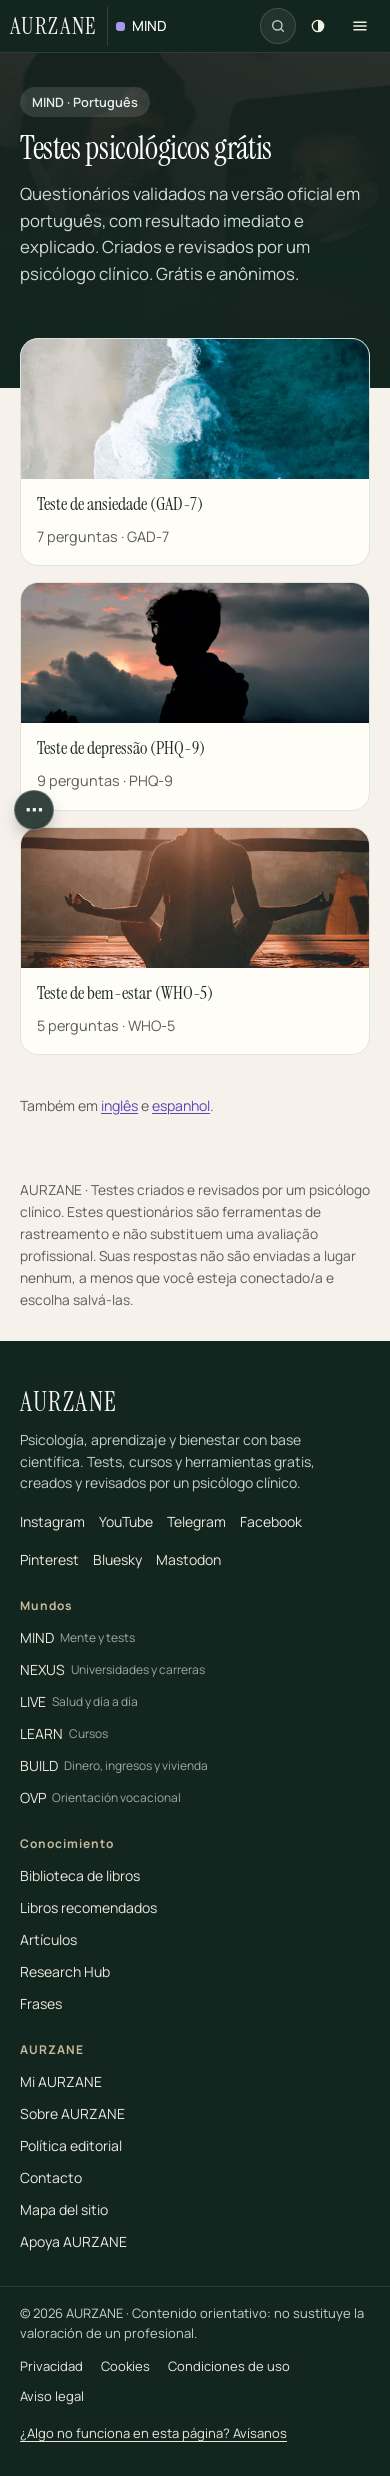 AURZANE MIND
MIND · Português
Testes psicológicos grátis
Questionários validados na versão oficial em
português, com resultado imediato e
explicado. Criados e revisados por um
psicólogo clínico. Grátis e anônimos.
Teste de ansiedade (GAD-7)
7 perguntas · GAD-7
Teste de depressão (PHQ-9)
9 perguntas · PHQ-9
Teste de bem-estar (WHO-5)
5 perguntas · WHO-5
Também em inglês e espanhol.
AURZANE · Testes criados e revisados por um psicólogo
clínico. Estes questionários são ferramentas de
rastreamento e não substituem uma avaliação
profissional. Suas respostas não são enviadas a lugar
nenhum, a menos que você esteja conectado/a e
escolha salvá-las.
AURZANE
Psicología, aprendizaje y bienestar con base
científica. Tests, cursos y herramientas gratis,
creados y revisados por un psicólogo clínico.
Instagram YouTube Telegram Facebook
Pinterest Bluesky Mastodon
Mundos
MIND Mente y tests
NEXUS Universidades y carreras
LIVE Salud y día a día
LEARN Cursos
BUILD Dinero, ingresos y vivienda
OVP Orientación vocacional
Conocimiento
Biblioteca de libros
Libros recomendados
Artículos
Research Hub
Frases
AURZANE
Mi AURZANE
Sobre AURZANE
Política editorial
Contacto
Mapa del sitio
Apoya AURZANE
© 2026 AURZANE · Contenido orientativo: no sustituye la
valoración de un profesional.
Privacidad Cookies Condiciones de uso
Aviso legal
¿Algo no funciona en esta página? Avísanos